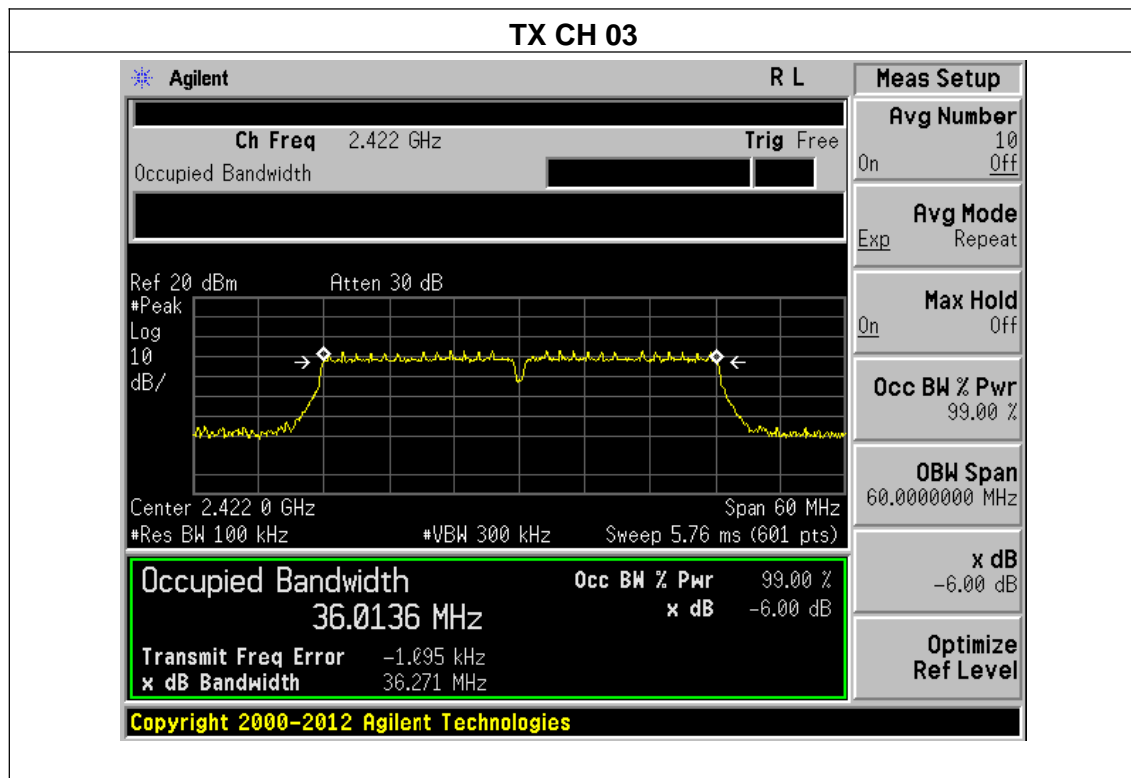 TX CH 03
Agilent R L
Meas Setup
Ch Freq 2.422 GHz Trig Free
Occupied Bandwidth
Avg Number
10
On Off
Avg Mode
Exp Repeat
Max Hold
On Off
Occ BW % Pwr
99.00 %
OBW Span
60.0000000 MHz
x dB
-6.00 dB
Optimize
Ref Level
Ref 20 dBm Atten 30 dB
#Peak
Log
10
dB/
Center 2.422 0 GHz Span 60 MHz
#Res BW 100 kHz #VBW 300 kHz Sweep 5.76 ms (601 pts)
Occupied Bandwidth Occ BW % Pwr 99.00 %
36.0136 MHz x dB -6.00 dB
Transmit Freq Error kHz
x dB Bandwidth 36.271 MHz
Copyright 2000-2012 Agilent Technologies